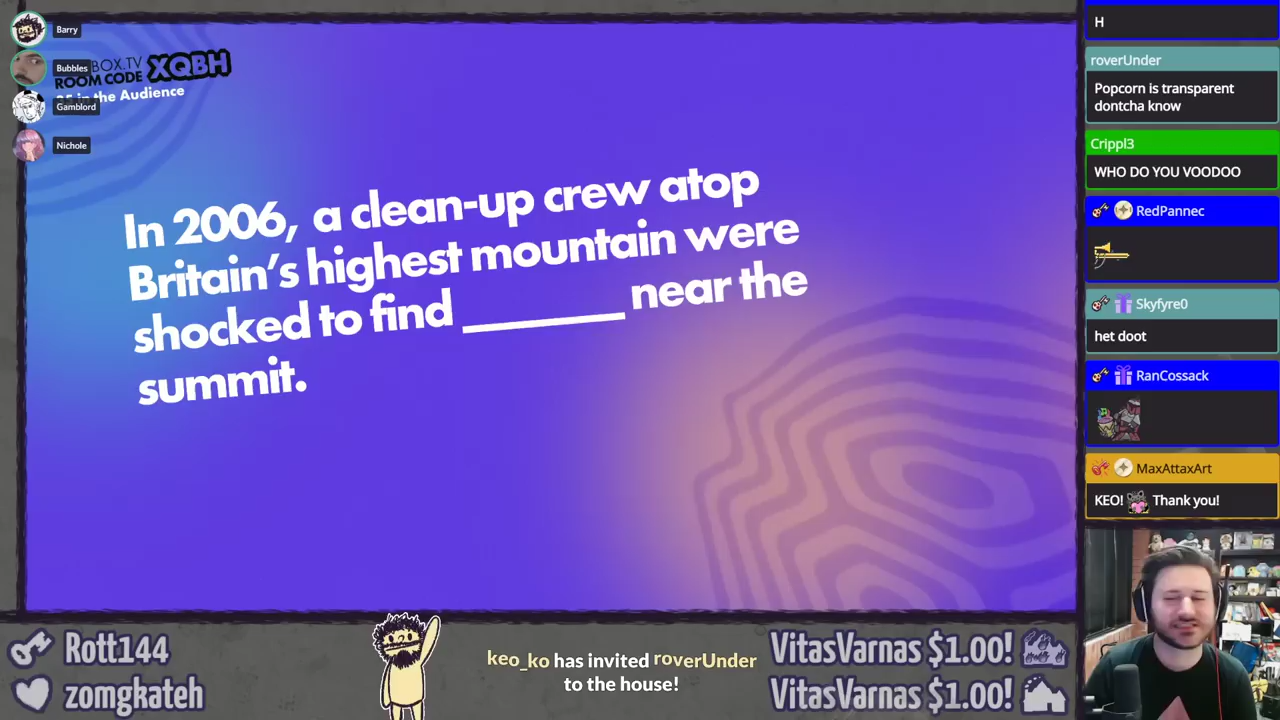 Barry
Bubbles
BOX.TV
ROOM CODE XQBH
in the Audience
Gamblord
Nichole
In 2006, a clean-up crew atop
Britain's highest mountain were
shocked to find ________ near the
summit.
H
roverUnder
Popcorn is transparent
dontcha know
Crippl3
WHO DO YOU VOODOO
RedPannec
Skyfyre0
het doot
RanCossack
MaxAttaxArt
KEO! Thank you!
Rott144
zomgkateh
keo_ko has invited roverUnder
to the house!
VitasVarnas $1.00!
VitasVarnas $1.00!